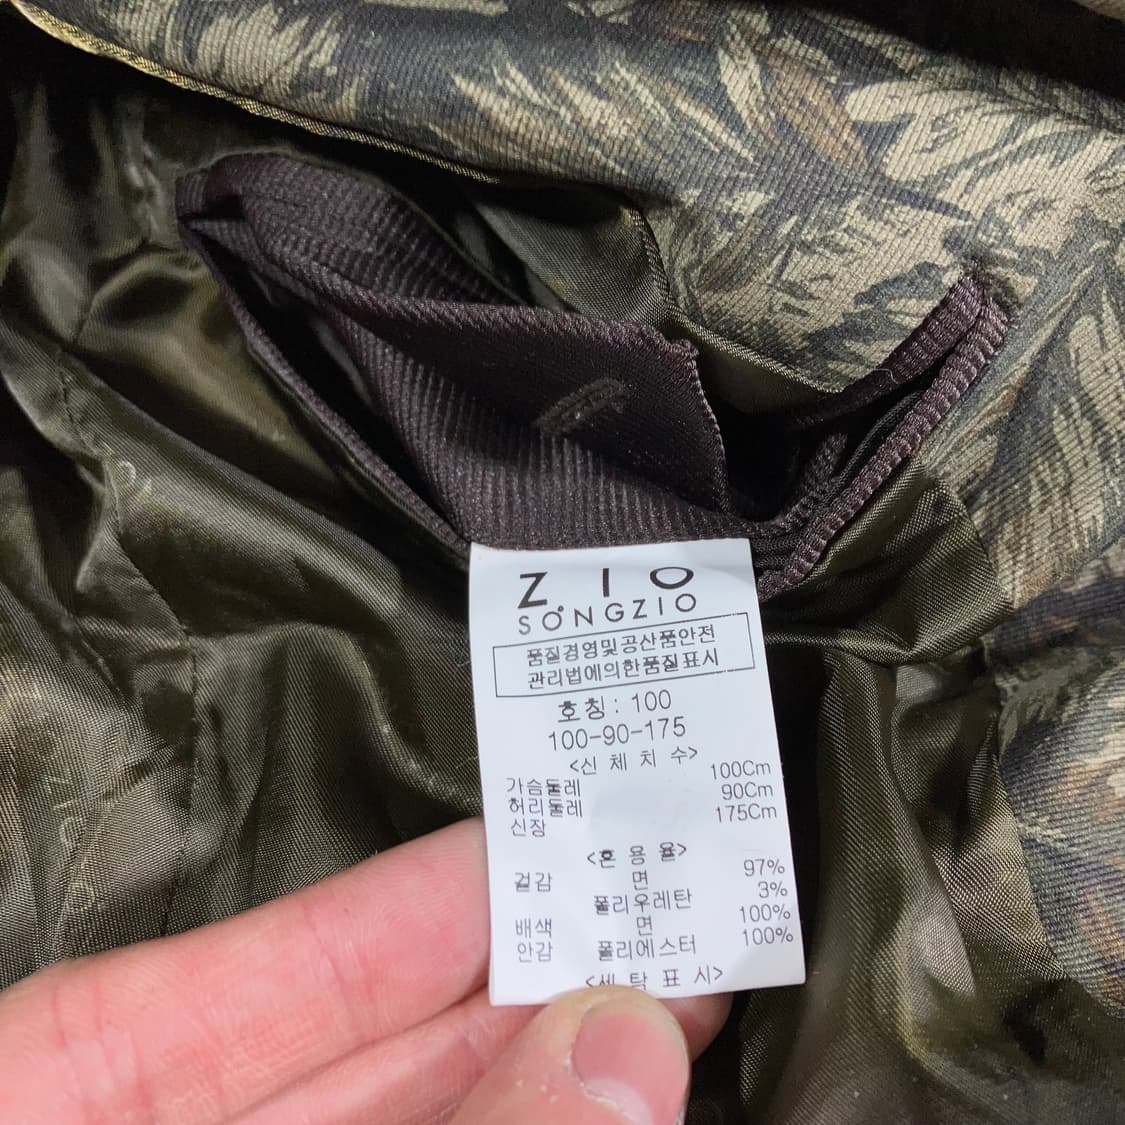 ZIO
SONGZIO
품질경영및공산품안전
관리법에의한품질표시
호칭: 100
100-90-175
<신 체 치 수>
가슴둘레 100Cm
허리둘레 90Cm
신장 175Cm
<혼 용 율>
겉감 면 97%
폴리우레탄 3%
배색 면 100%
안감 폴리에스터 100%
<세 탁 표 시>